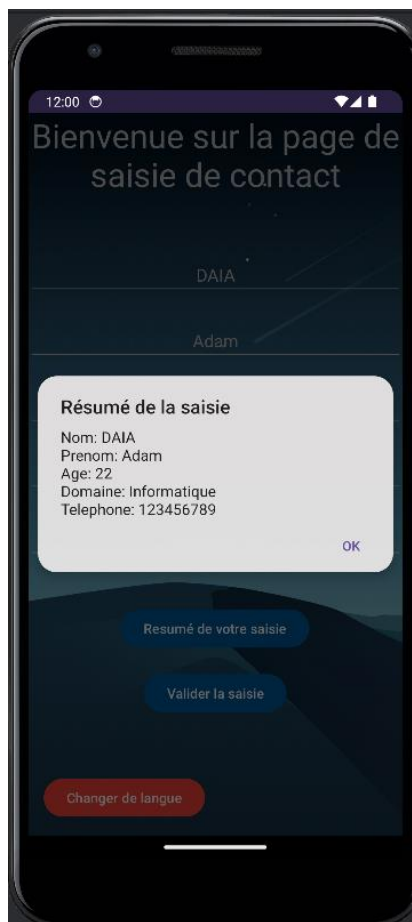 12:00
Bienvenue sur la page de
saisie de contact
DAIA
Adam
Résumé de la saisie
Nom: DAIA
Prenom: Adam
Age: 22
Domaine: Informatique
Telephone: 123456789
OK
Resumé de votre saisie
Valider la saisie
Changer de langue